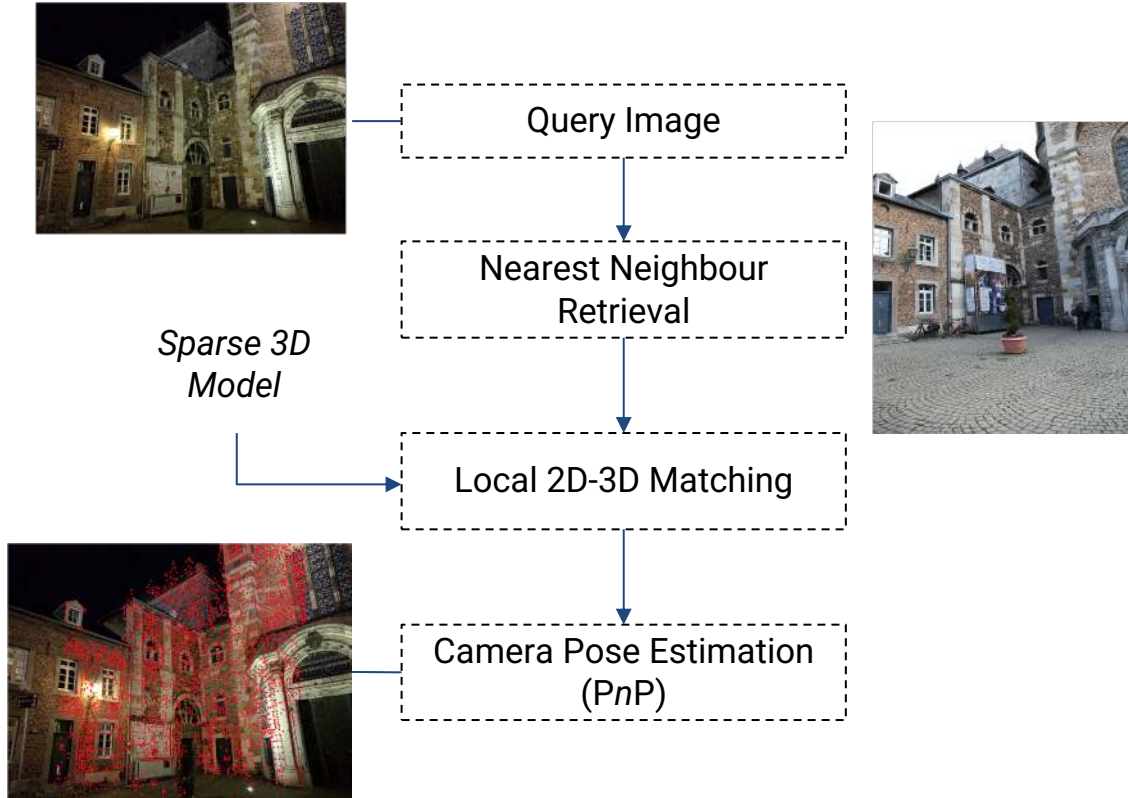 Query Image
Nearest Neighbour
Retrieval
Sparse 3D
Model
Local 2D-3D Matching
Camera Pose Estimation
(PnP)